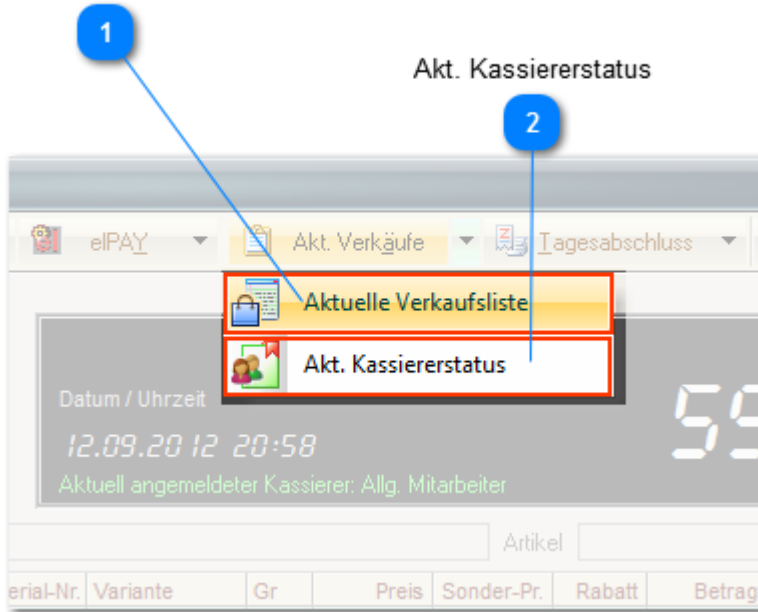 1
Akt. Kassiererstatus
2
elPAY Akt. Verkäufe Tagesabschluss
Aktuelle Verkaufsliste
Akt. Kassiererstatus
Datum / Uhrzeit
12.09.2012 20:58
59
Aktuell angemeldeter Kassierer: Allg. Mitarbeiter
Artikel
erial-Nr. Variante Gr Preis Sonder-Pr. Rabatt Betrag